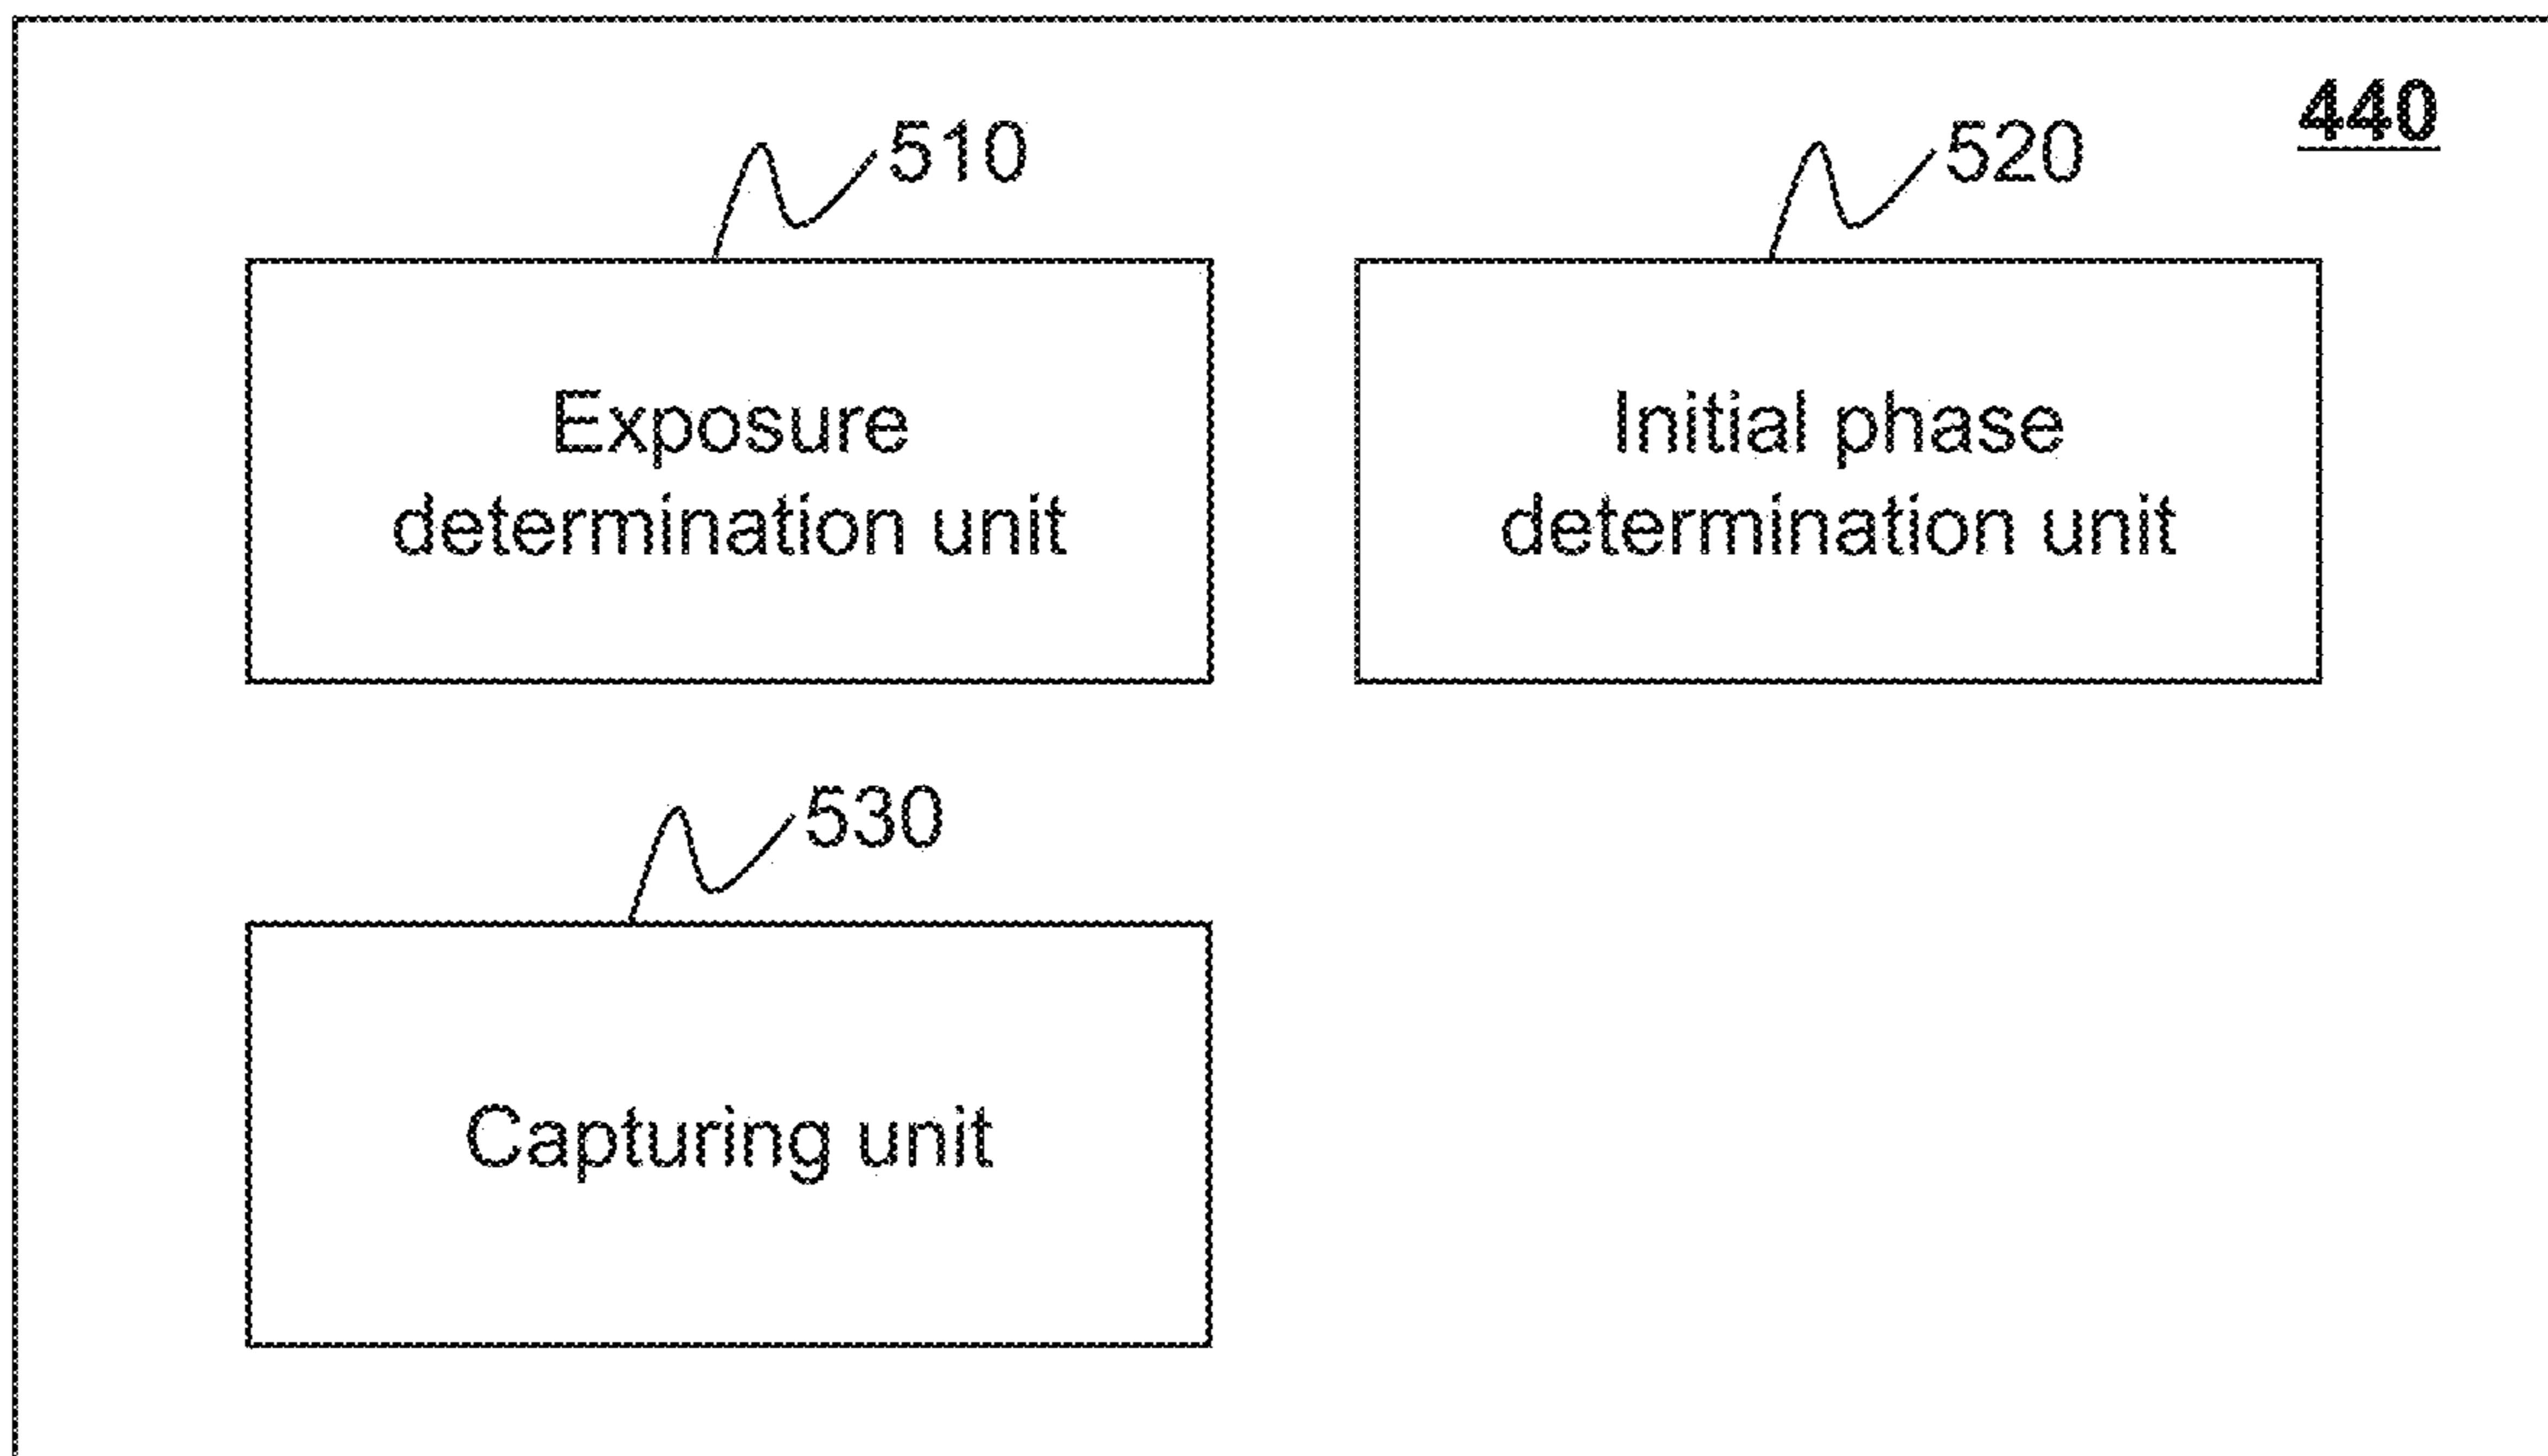 440
510
520
Exposure
determination unit
Initial phase
determination unit
530
Capturing unit